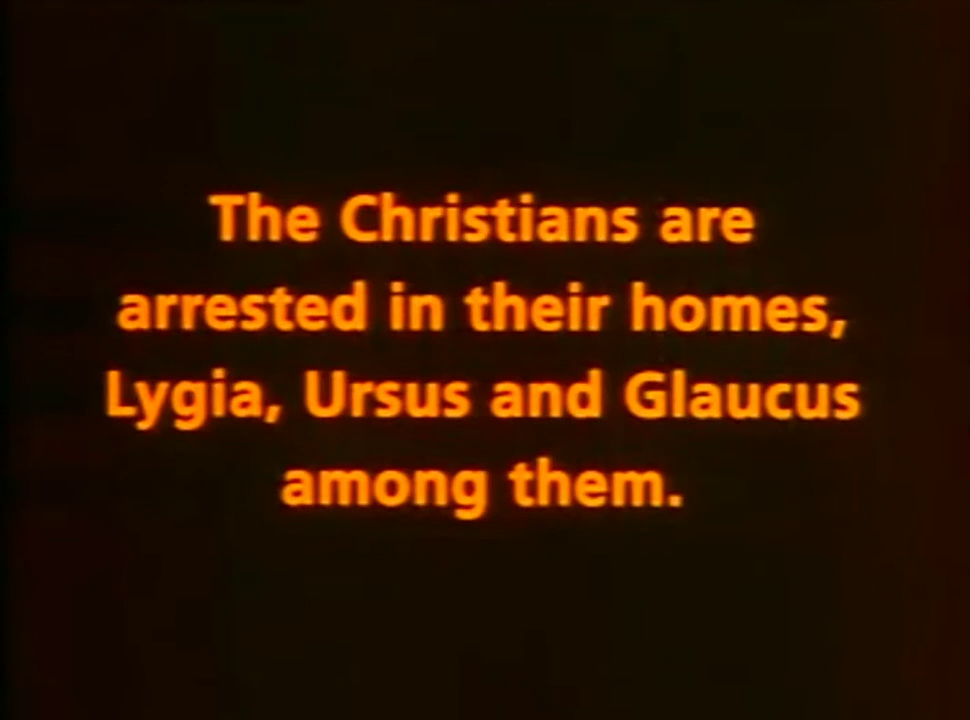 The Christians are
arrested in their homes,
Lygia, Ursus and Glaucus
among them.